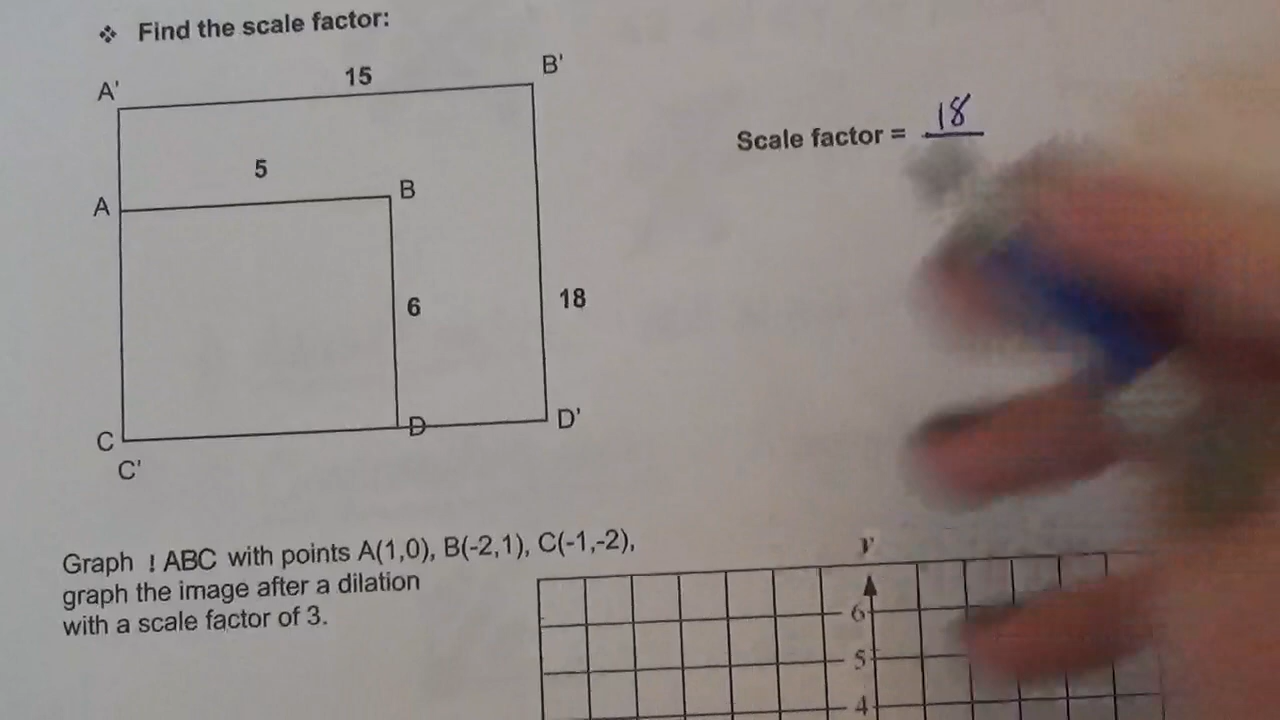 ❖ Find the scale factor:
A' 15 B'
Scale factor = 18
5
A B
6 18
C D D'
C'
Graph ! ABC with points A(1,0), B(-2,1), C(-1,-2),
graph the image after a dilation
with a scale factor of 3.
y
6
5
4